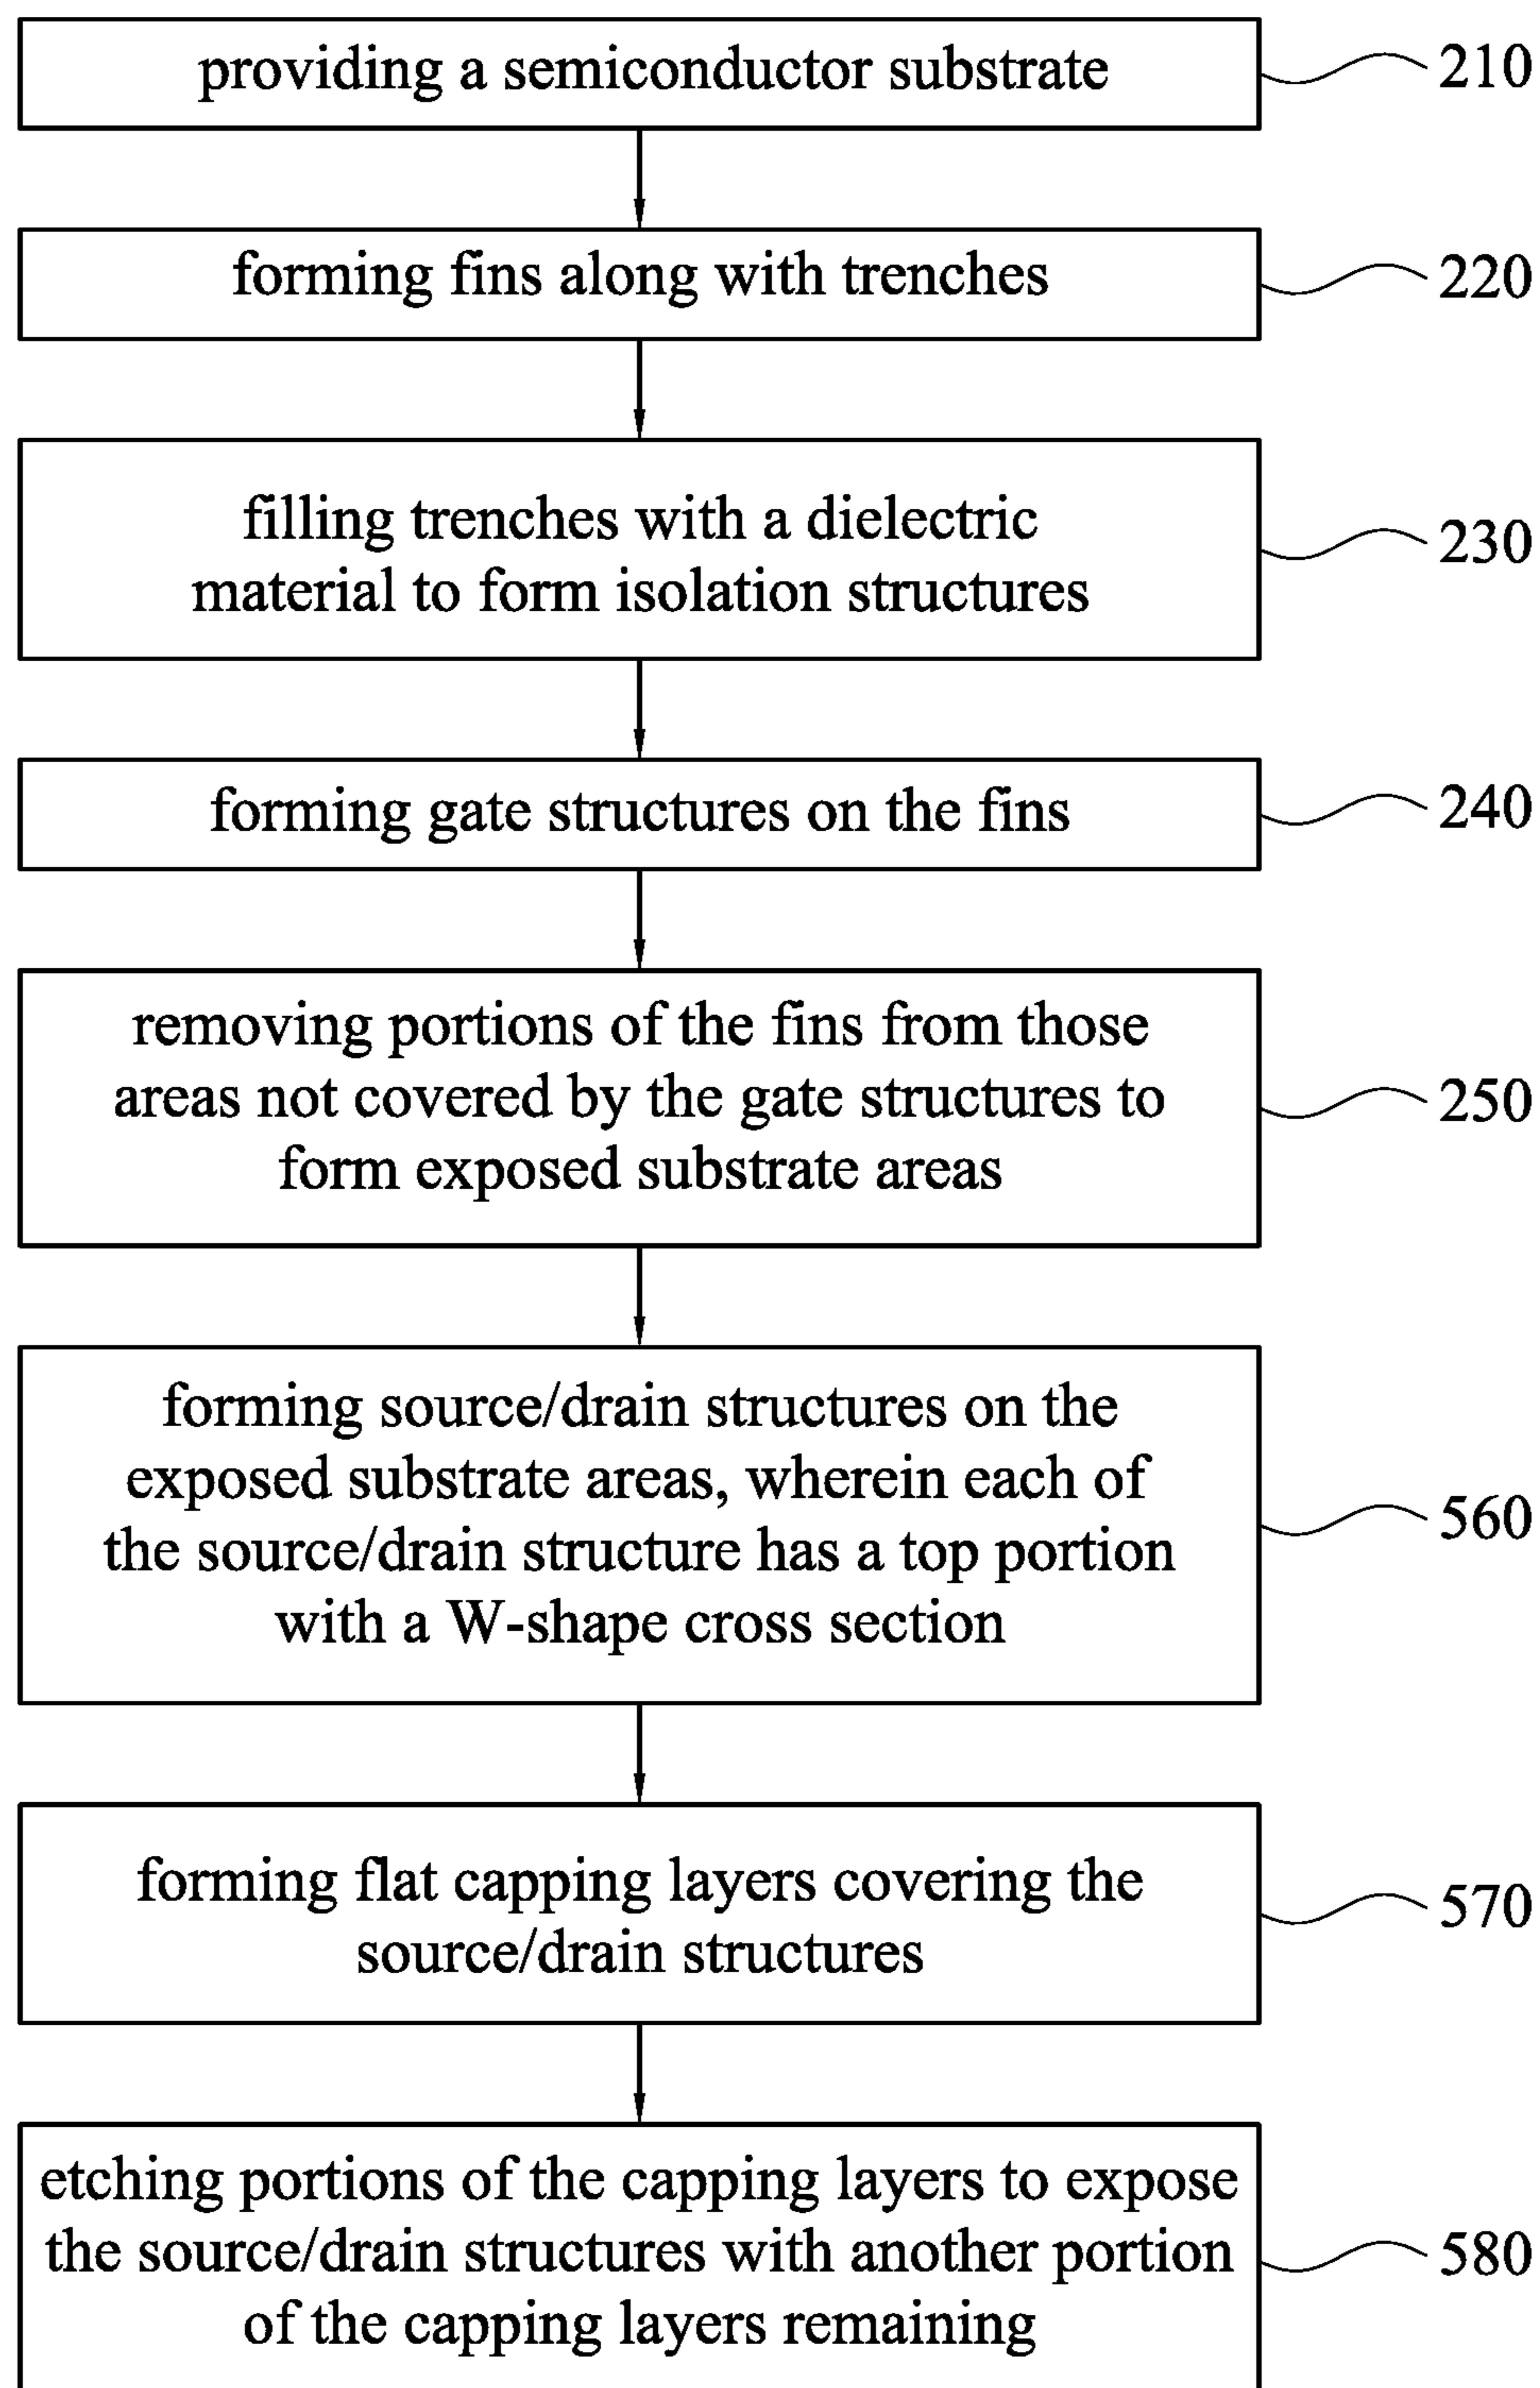 providing a semiconductor substrate
210
forming fins along with trenches
220
filling trenches with a dielectric
material to form isolation structures
230
forming gate structures on the fins
240
removing portions of the fins from those
areas not covered by the gate structures to
form exposed substrate areas
250
forming source/drain structures on the
exposed substrate areas, wherein each of
the source/drain structure has a top portion
with a W-shape cross section
560
forming flat capping layers covering the
source/drain structures
570
etching portions of the capping layers to expose
the source/drain structures with another portion
of the capping layers remaining
580